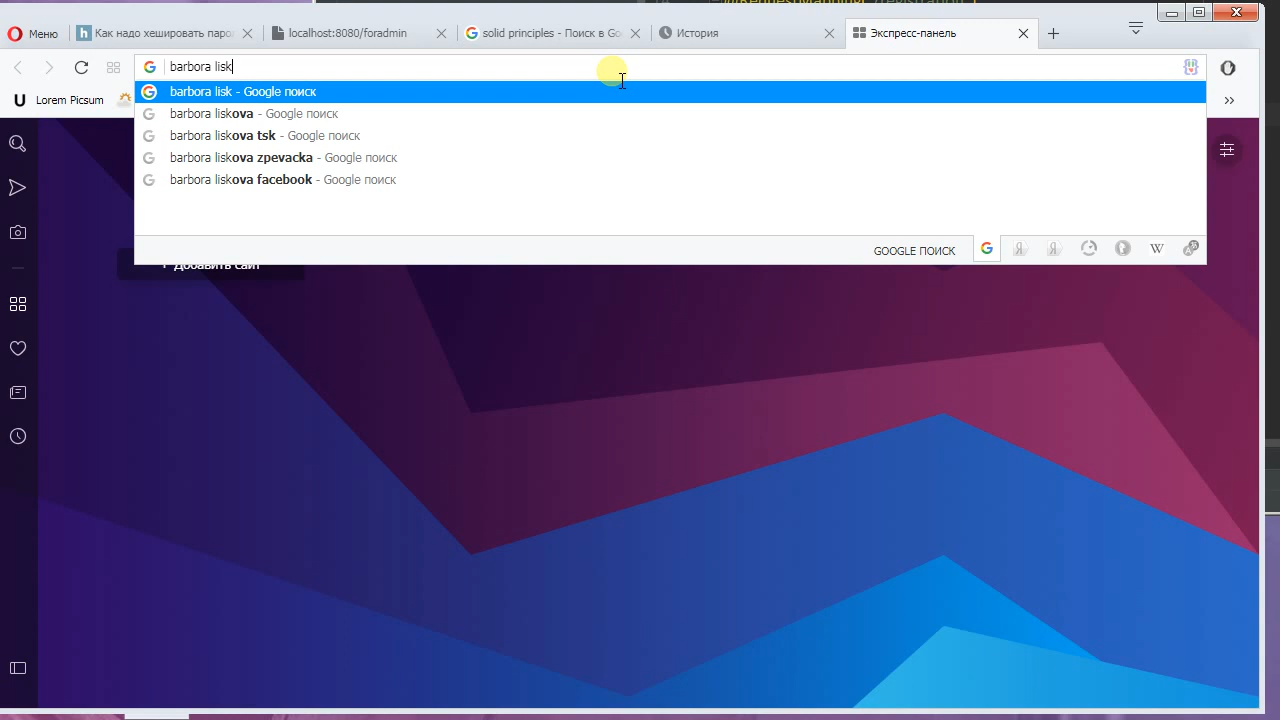 Меню
Как надо хешировать паро
localhost:8080/foradmin
solid principles - Поиск в Go
История
Экспресс-панель
barbora lisk
Lorem Picsum
barbora lisk - Google поиск
barbora liskova - Google поиск
barbora liskova tsk - Google поиск
barbora liskova zpevacka - Google поиск
barbora liskova facebook - Google поиск
GOOGLE ПОИСК
+ Добавить сайт